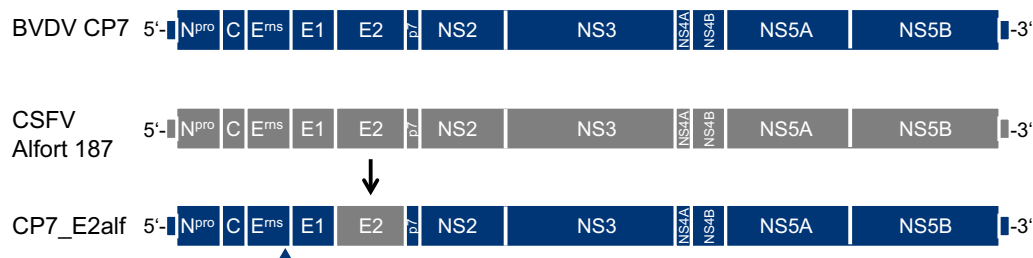 BVDV CP7 5‘- Npro C Erns E1 E2 p7 NS2 NS3 NS4A NS4B NS5A NS5B -3‘
CSFV
Alfort 187 5‘- Npro C Erns E1 E2 p7 NS2 NS3 NS4A NS4B NS5A NS5B -3‘
CP7_E2alf 5‘- Npro C Erns E1 E2 p7 NS2 NS3 NS4A NS4B NS5A NS5B -3‘